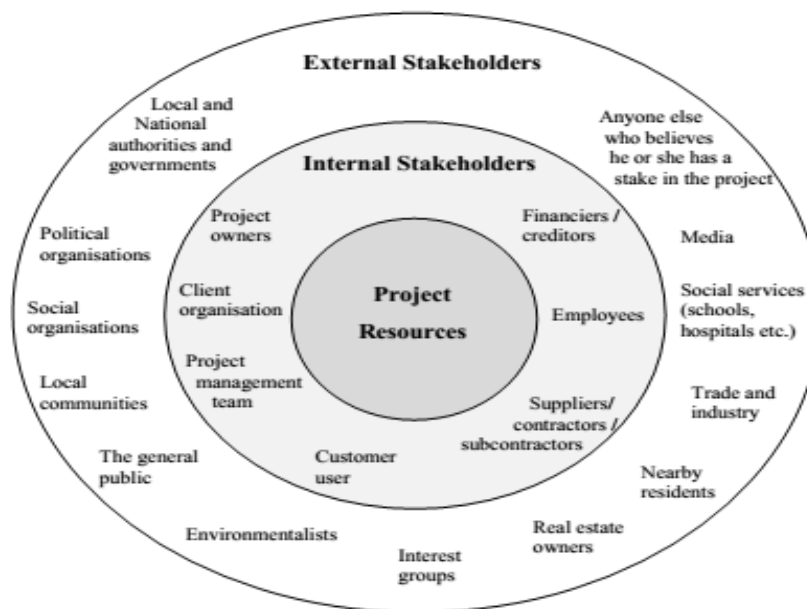 External Stakeholders
Local and
National
authorities and
governments
Anyone else
who believes
he or she has a
stake in the project
Internal Stakeholders
Project
owners
Financiers /
creditors
Political
organisations
Media
Client
organisation
Project
Resources
Employees
Social
organisations
Social services
(schools,
hospitals etc.)
Project
management
team
Local
communities
Suppliers/
contractors /
subcontractors
Trade and
industry
Customer
user
The general
public
Nearby
residents
Environmentalists
Interest
groups
Real estate
owners